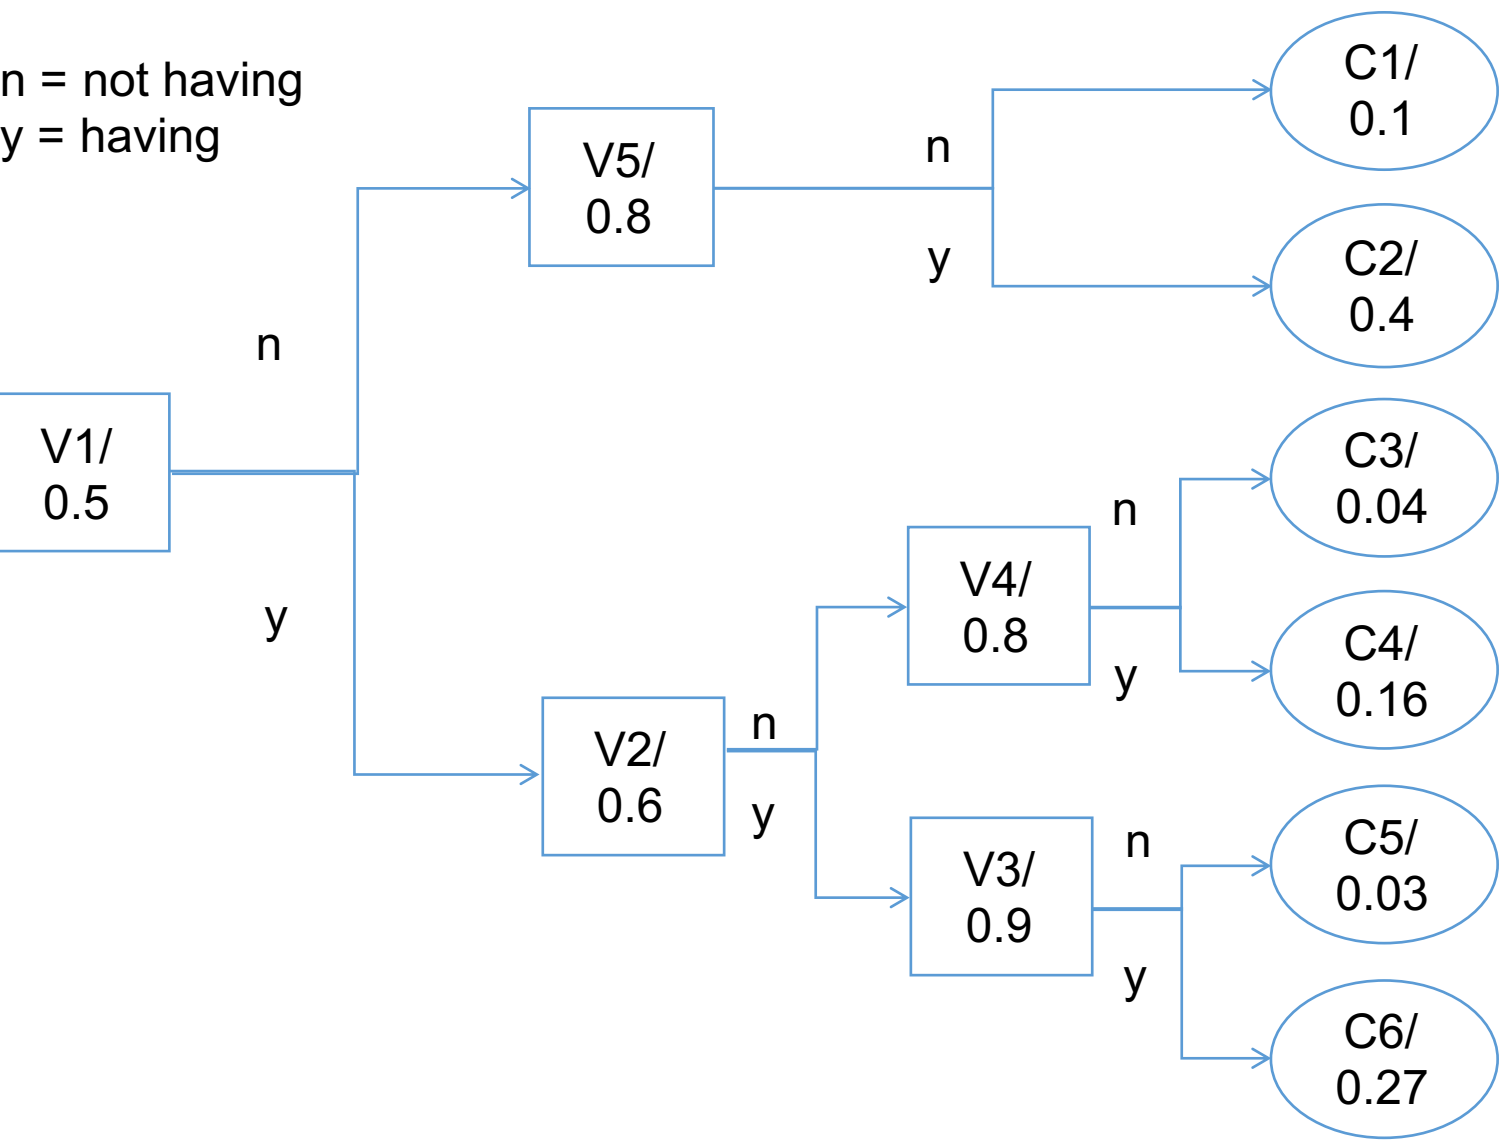 n = not having
y = having
V1/
0.5
n
y
V5/
0.8
n
y
V2/
0.6
n
y
V4/
0.8
n
y
V3/
0.9
n
y
C1/
0.1
C2/
0.4
C3/
0.04
C4/
0.16
C5/
0.03
C6/
0.27